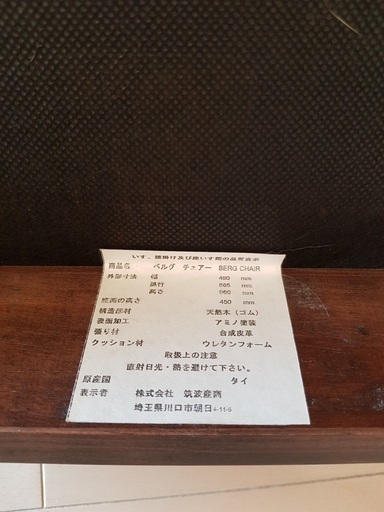 いす、腰掛け及び座いす類の品質表示
商品名 ベルグ チェアー BERG CHAIR
外部寸法 幅 480 mm
奥行 mm
高さ mm
座面の高さ 450 mm
構造部材 天然木（ゴム）
表面加工 アミノ塗装
張り材 合成皮革
クッション材 ウレタンフォーム
取扱上の注意
直射日光・熱を避けて下さい。
原産国 タイ
表示者 株式会社 筑波産商
埼玉県川口市朝日4-11-5